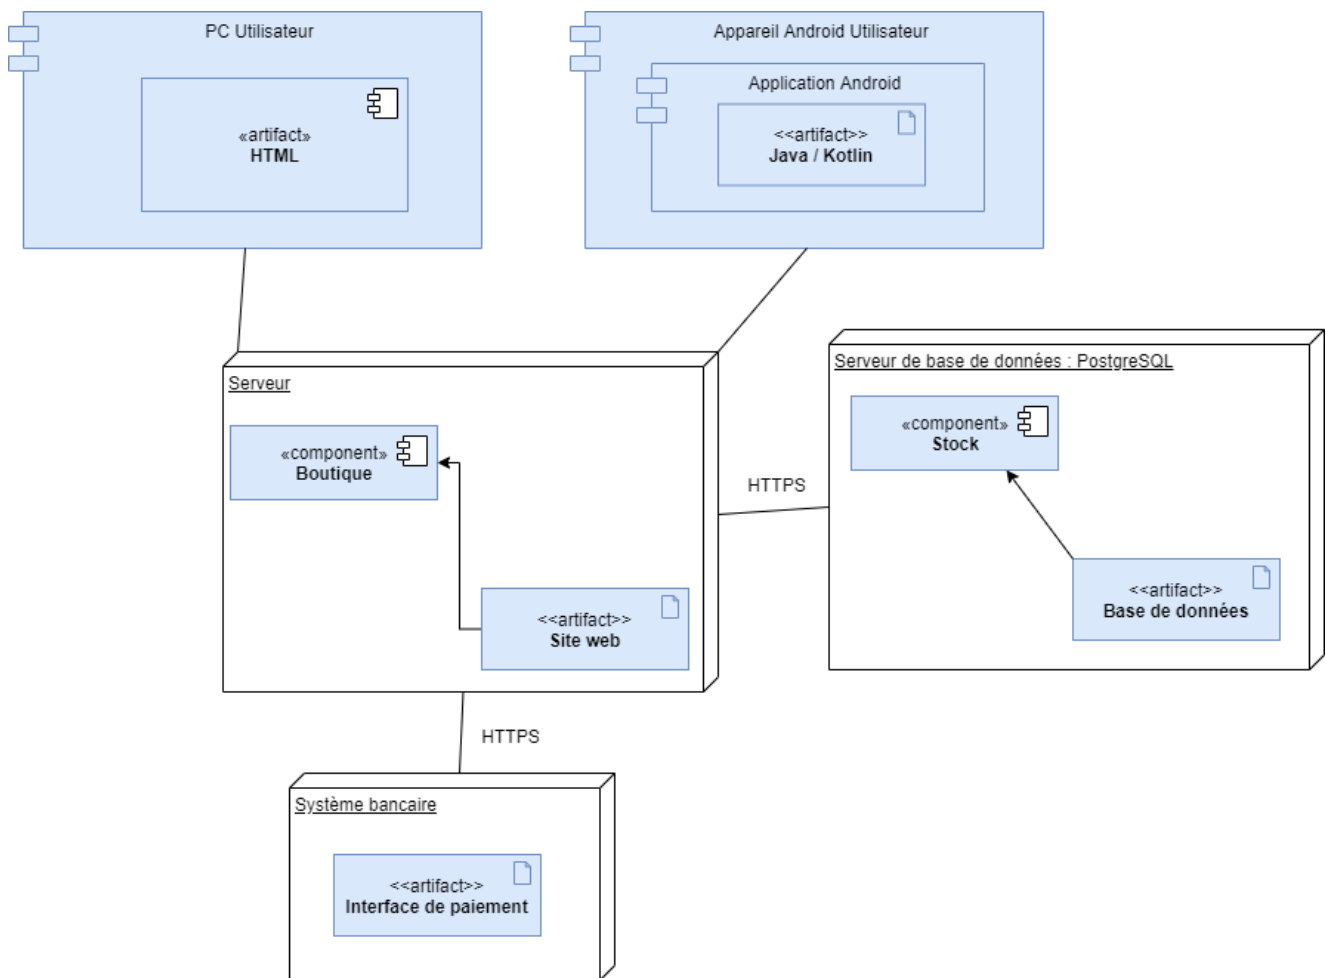 PC Utilisateur
«artifact»
HTML
Appareil Android Utilisateur
Application Android
<<artifact>>
Java / Kotlin
Serveur
«component»
Boutique
<<artifact>>
Site web
HTTPS
Serveur de base de données : PostgreSQL
«component»
Stock
<<artifact>>
Base de données
HTTPS
Système bancaire
<<artifact>>
Interface de paiement